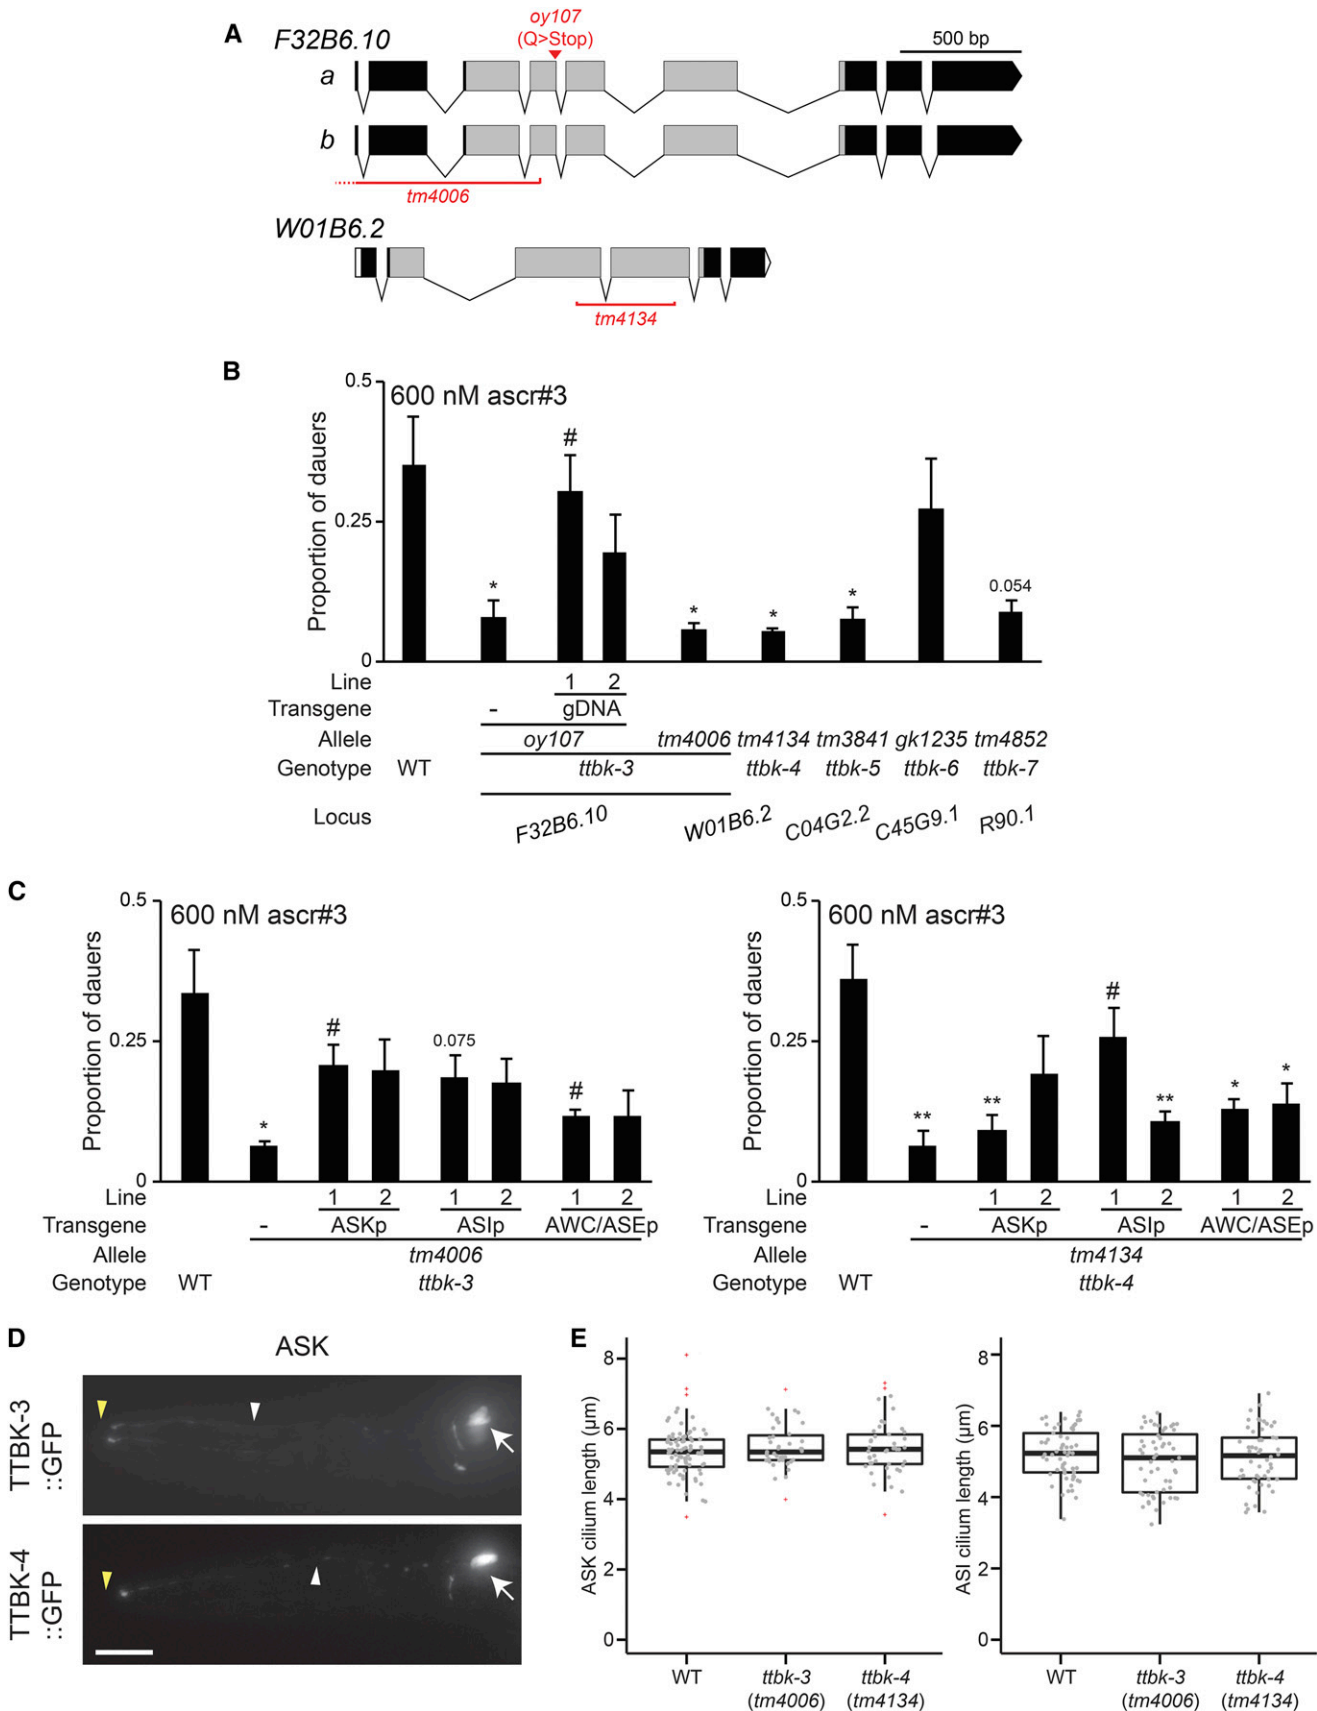 A
F32B6.10
oy107
(Q>Stop)
500 bp
a
b
tm4006
W01B6.2
tm4134
B
600 nM ascr#3
Proportion of dauers
0.5
0.25
0
*
#
*
*
*
0.054
Line 1 2
Transgene - gDNA
Allele oy107 tm4006 tm4134 tm3841 gk1235 tm4852
Genotype WT ttbk-3 ttbk-4 ttbk-5 ttbk-6 ttbk-7
Locus F32B6.10 W01B6.2 C04G2.2 C45G9.1 R90.1
C
600 nM ascr#3
Proportion of dauers
0.5
0.25
0
*
#
0.075
#
Line 1 2 1 2 1 2
Transgene - ASKp ASIp AWC/ASEp
Allele tm4006
Genotype WT ttbk-3
600 nM ascr#3
Proportion of dauers
0.5
0.25
0
**
**
#
**
*
*
Line 1 2 1 2 1 2
Transgene - ASKp ASIp AWC/ASEp
Allele tm4134
Genotype WT ttbk-4
D
ASK
TTBK-3
::GFP
TTBK-4
::GFP
E
ASK cilium length (µm)
8
6
4
2
0
WT ttbk-3 ttbk-4
(tm4006) (tm4134)
ASI cilium length (µm)
8
6
4
2
0
WT ttbk-3 ttbk-4
(tm4006) (tm4134)